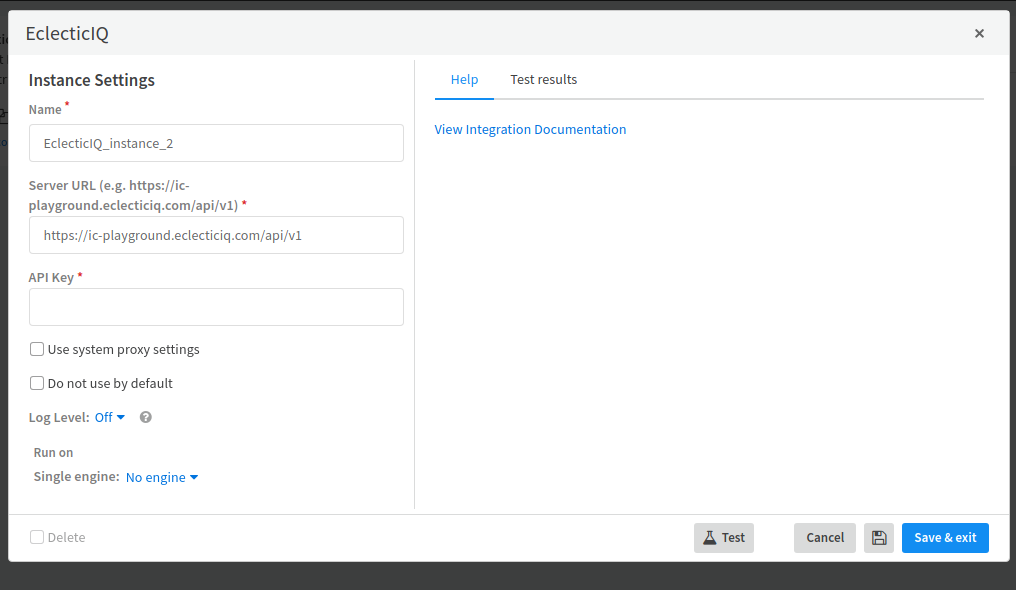 EclecticIQ
×
Instance Settings
Name *
EclecticIQ_instance_2
Server URL (e.g. https://ic-
playground.eclecticiq.com/api/v1) *
https://ic-playground.eclecticiq.com/api/v1
API Key *
Use system proxy settings
Do not use by default
Log Level: Off ?
Run on
Single engine: No engine
Help Test results
View Integration Documentation
Delete
Test Cancel Save & exit